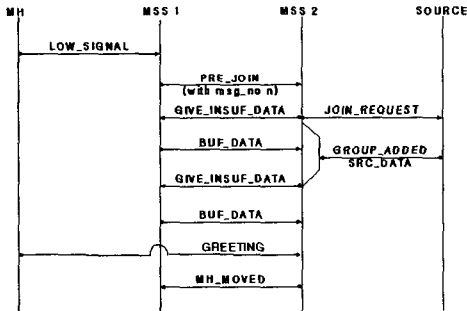 MH MSS 1 MSS 2 SOURCE
LOW_SIGNAL
PRE_JOIN
(with msg_no n)
GIVE_INSUF_DATA JOIN_REQUEST
BUF_DATA GROUP_ADDED
SRC_DATA
GIVE_INSUF_DATA
BUF_DATA
GREETING
MH_MOVED